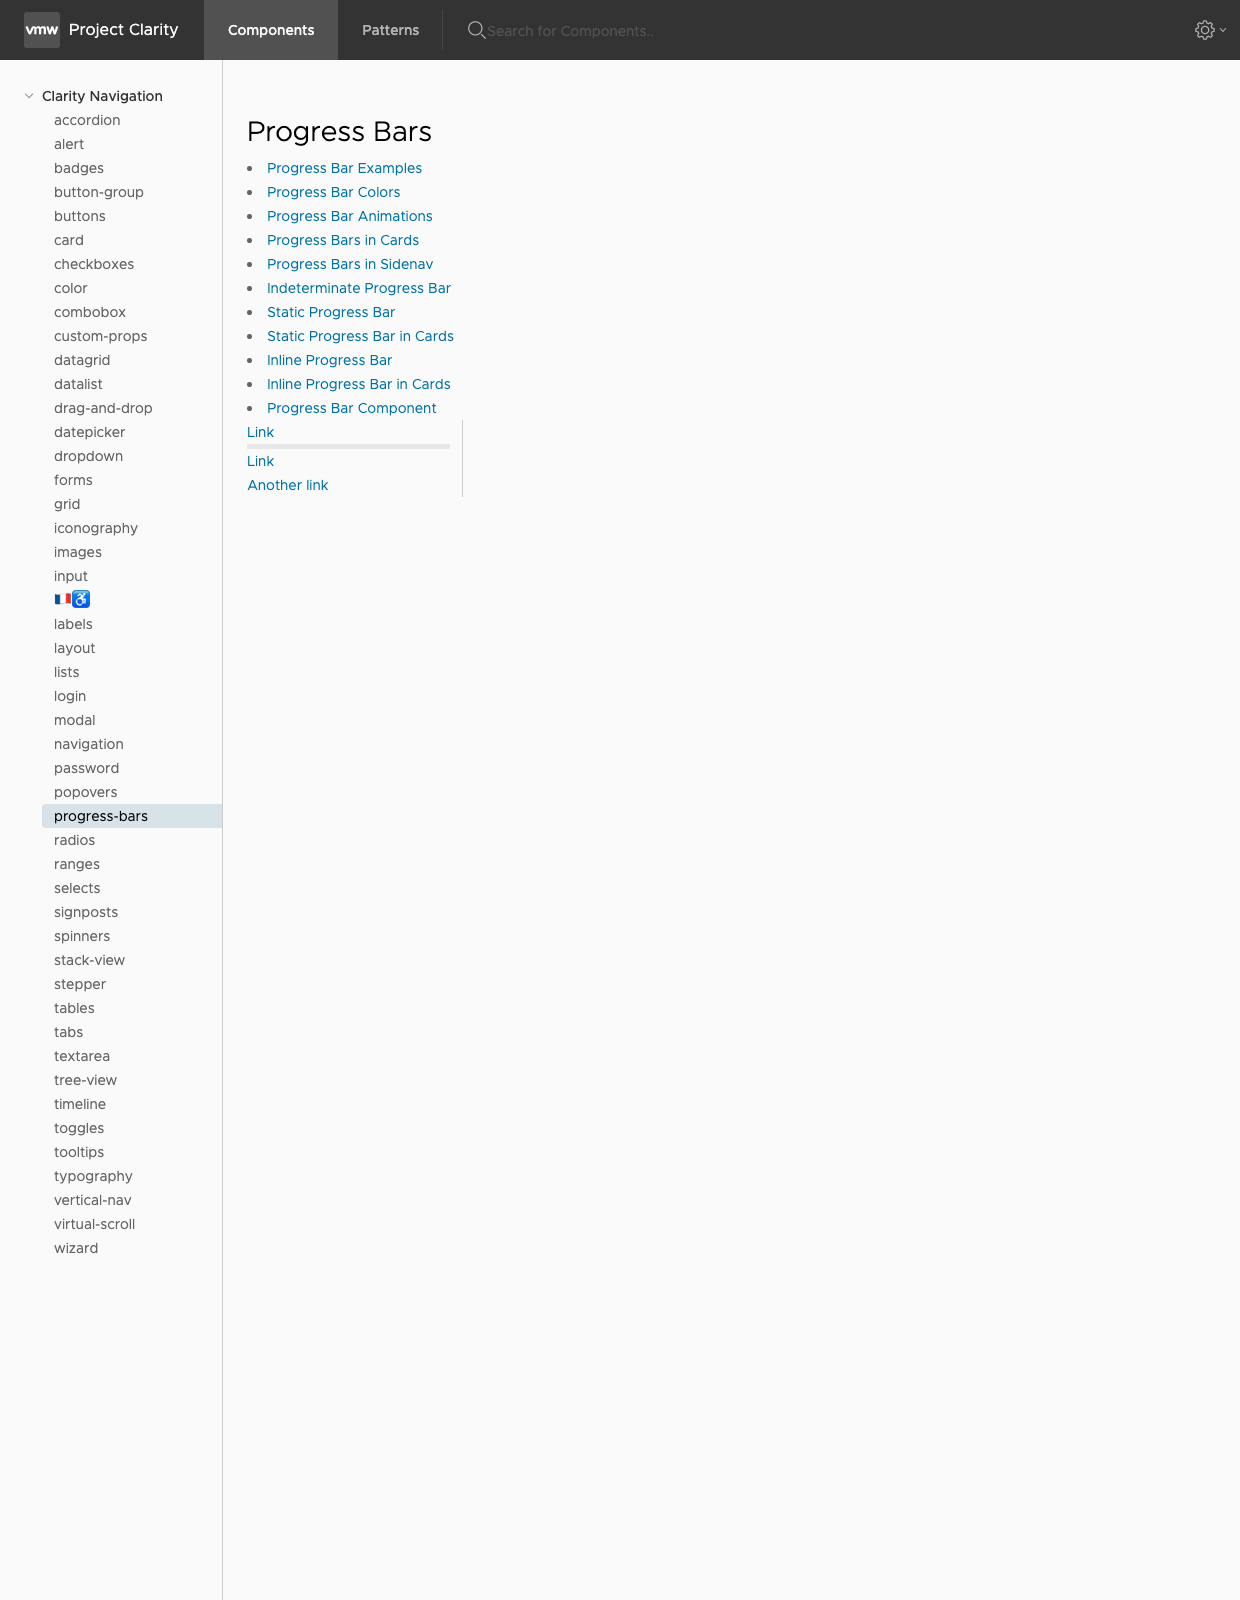 vmw Project Clarity Components Patterns Search for Components..
Clarity Navigation
accordion
alert
badges
button-group
buttons
card
checkboxes
color
combobox
custom-props
datagrid
datalist
drag-and-drop
datepicker
dropdown
forms
grid
iconography
images
input
🇫🇷♿
labels
layout
lists
login
modal
navigation
password
popovers
progress-bars
radios
ranges
selects
signposts
spinners
stack-view
stepper
tables
tabs
textarea
tree-view
timeline
toggles
tooltips
typography
vertical-nav
virtual-scroll
wizard
Progress Bars
Progress Bar Examples
Progress Bar Colors
Progress Bar Animations
Progress Bars in Cards
Progress Bars in Sidenav
Indeterminate Progress Bar
Static Progress Bar
Static Progress Bar in Cards
Inline Progress Bar
Inline Progress Bar in Cards
Progress Bar Component
Link
Link
Another link